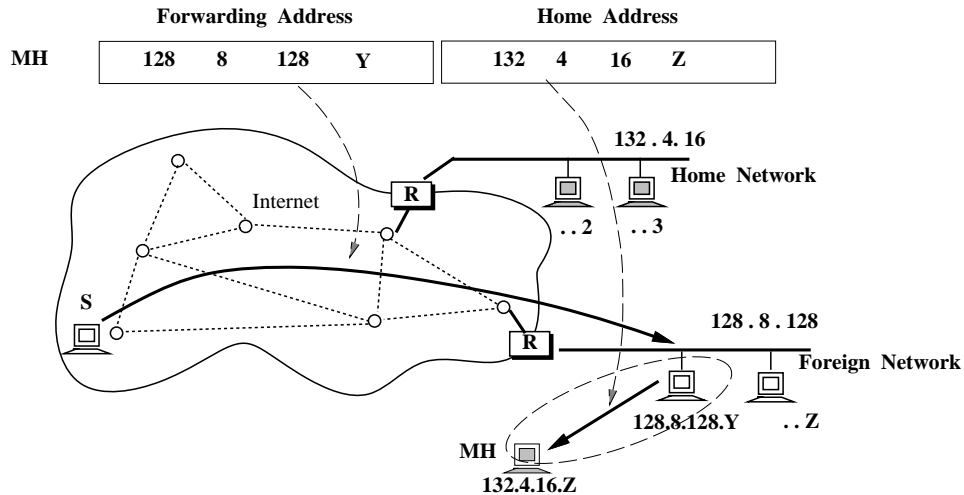 Forwarding Address Home Address
MH 128 8 128 Y 132 4 16 Z
132 . 4. 16
R
Home Network
Internet
. . 2 . . 3
S
128 . 8 . 128
R
Foreign Network
128.8.128.Y . . Z
MH
132.4.16.Z